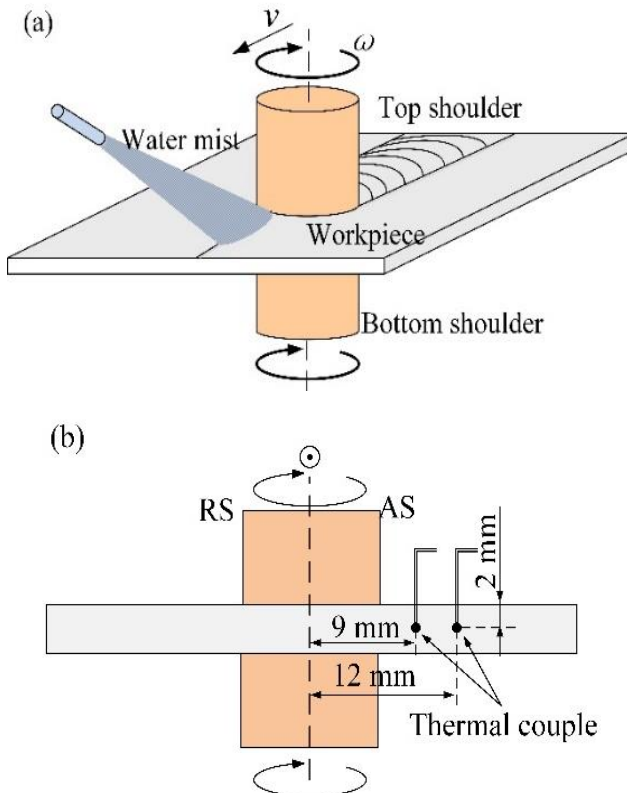 (a)
v
ω
Top shoulder
Water mist
Workpiece
Bottom shoulder
(b)
RS
AS
2 mm
9 mm
12 mm
Thermal couple